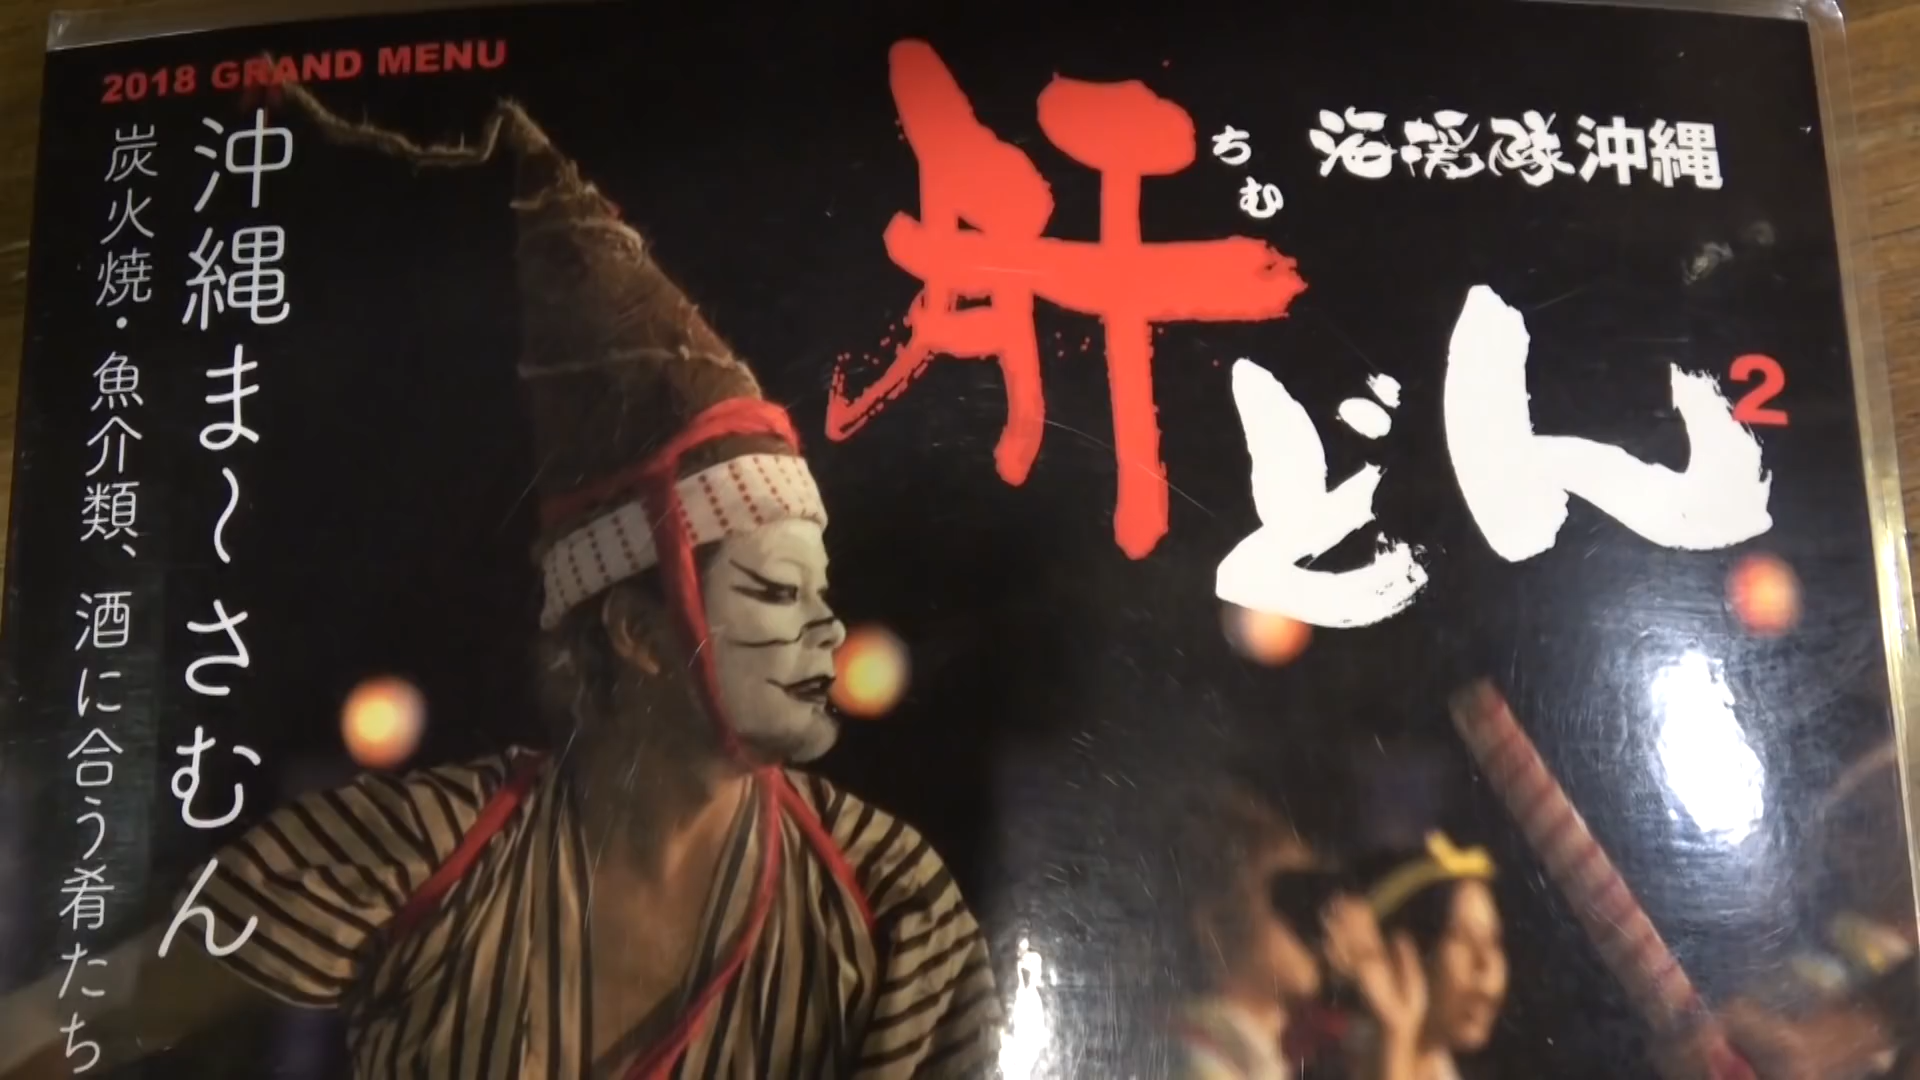 2018 GRAND MENU
沖縄ま〜さむん
炭火焼・魚介類、酒に合う肴たち
海援隊沖縄
肝どん2
ちむ